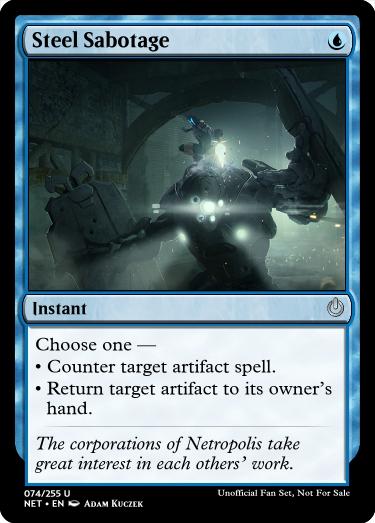 Steel Sabotage
Instant
Choose one —
• Counter target artifact spell.
• Return target artifact to its owner's
hand.
The corporations of Netropolis take
great interest in each others' work.
074/255 U
Unofficial Fan Set, Not For Sale
NET • EN Adam Kuczek